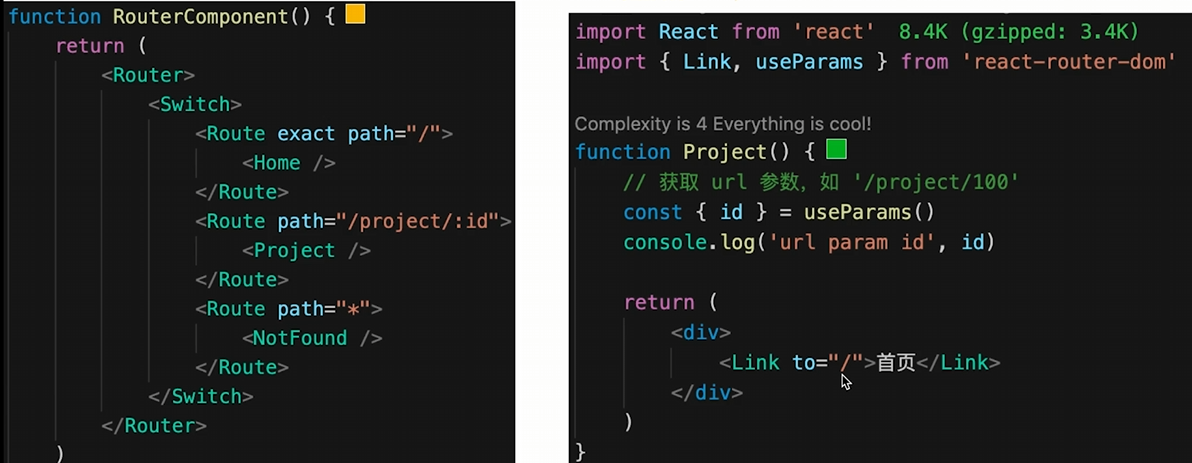 function RouterComponent() {
return (
<Router>
<Switch>
<Route exact path="/">
<Home />
</Route>
<Route path="/project/:id">
<Project />
</Route>
<Route path="*">
<NotFound />
</Route>
</Switch>
</Router>
)
import React from 'react' 8.4K (gzipped: 3.4K)
import { Link, useParams } from 'react-router-dom'
Complexity is 4 Everything is cool!
function Project() {
// 获取 url 参数，如 '/project/100'
const { id } = useParams()
console.log('url param id', id)
return (
<div>
<Link to="/">首页</Link>
</div>
)
}